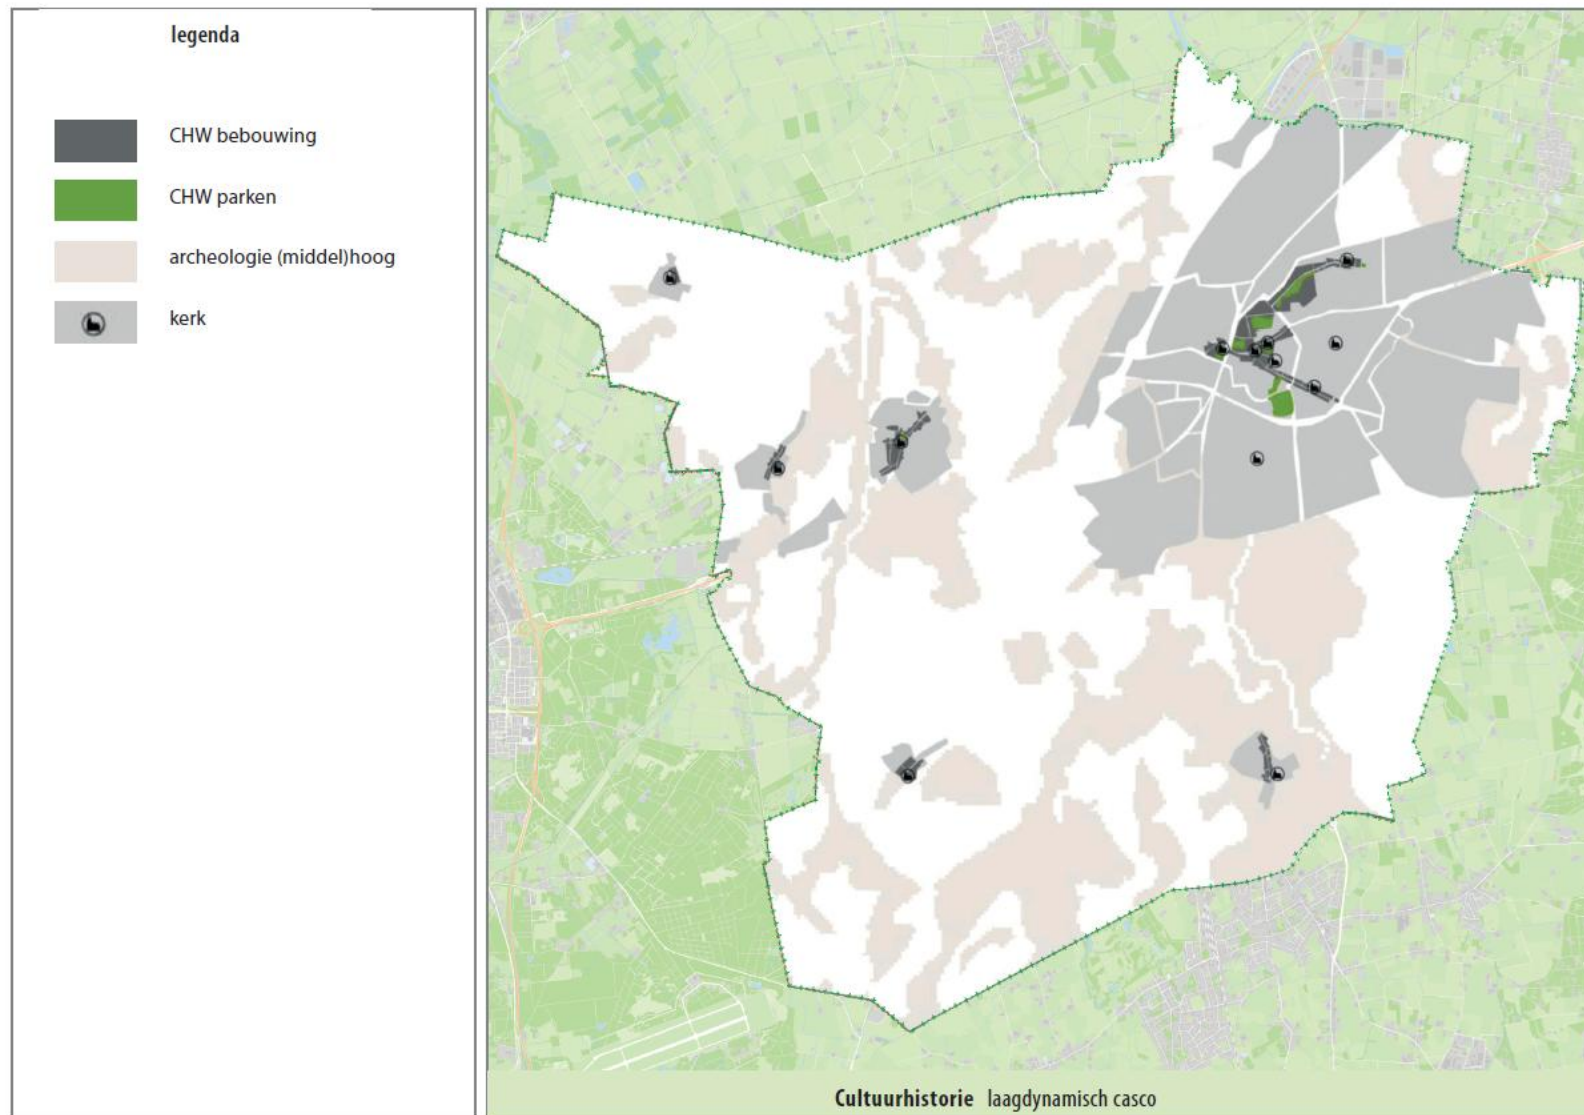 legenda
CHW bebouwing
CHW parken
archeologie (middel)hoog
kerk
Cultuurhistorie laagdynamisch casco